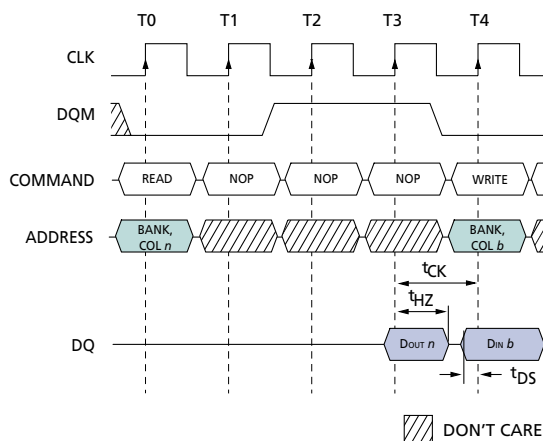 T0 T1 T2 T3 T4
CLK
DQM
COMMAND READ NOP NOP NOP WRITE
ADDRESS BANK, COL n BANK, COL b
tCK
tHZ
DQ DOUT n DIN b
tDS
DON'T CARE